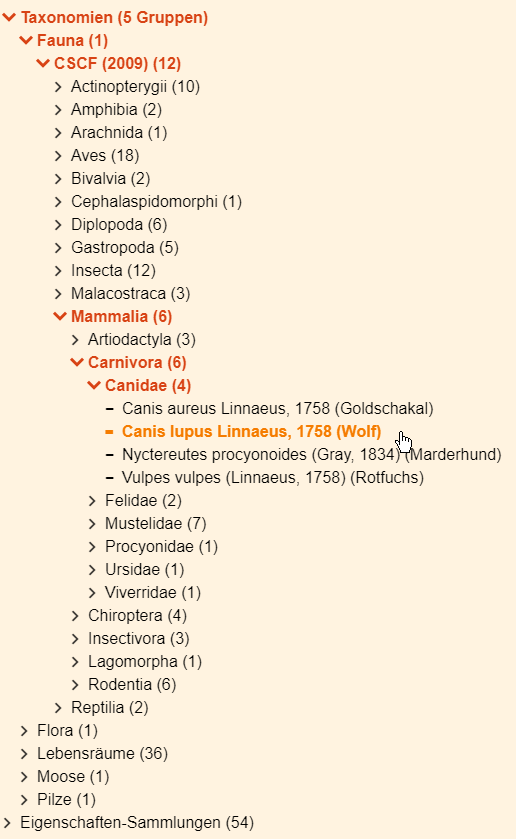 Taxonomien (5 Gruppen)
Fauna (1)
CSCF (2009) (12)
Actinopterygii (10)
Amphibia (2)
Arachnida (1)
Aves (18)
Bivalvia (2)
Cephalaspidomorphi (1)
Diplopoda (6)
Gastropoda (5)
Insecta (12)
Malacostraca (3)
Mammalia (6)
Artiodactyla (3)
Carnivora (6)
Canidae (4)
Canis aureus Linnaeus, 1758 (Goldschakal)
Canis lupus Linnaeus, 1758 (Wolf)
Nyctereutes procyonoides (Gray, 1834) (Marderhund)
Vulpes vulpes (Linnaeus, 1758) (Rotfuchs)
Felidae (2)
Mustelidae (7)
Procyonidae (1)
Ursidae (1)
Viverridae (1)
Chiroptera (4)
Insectivora (3)
Lagomorpha (1)
Rodentia (6)
Reptilia (2)
Flora (1)
Lebensräume (36)
Moose (1)
Pilze (1)
Eigenschaften-Sammlungen (54)